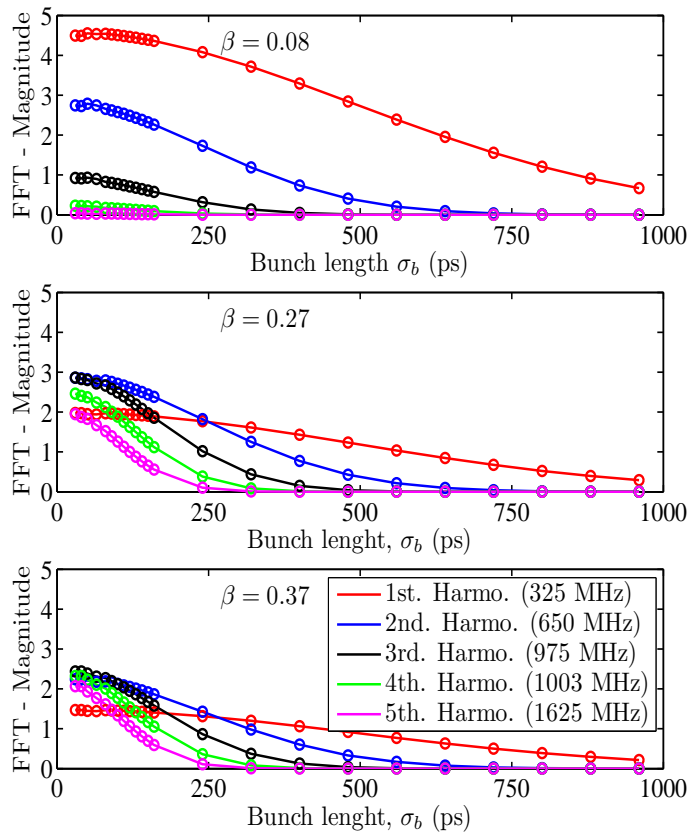 5
4
3
2
1
0
FFT - Magnitude
β = 0.08
0 250 500 750 1000
Bunch length σb (ps)
5
4
3
2
1
0
FFT - Magnitude
β = 0.27
0 250 500 750 1000
Bunch lenght, σb (ps)
5
4
3
2
1
0
FFT - Magnitude
β = 0.37
1st. Harmo. (325 MHz)
2nd. Harmo. (650 MHz)
3rd. Harmo. (975 MHz)
4th. Harmo. (1003 MHz)
5th. Harmo. (1625 MHz)
0 250 500 750 1000
Bunch lenght, σb (ps)